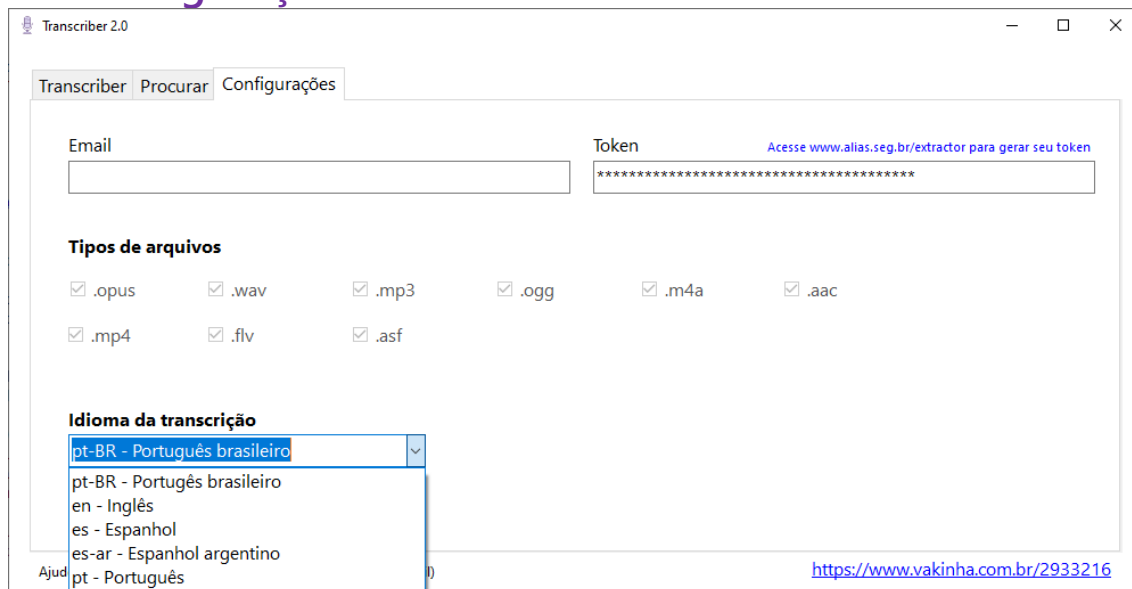 Transcriber 2.0
Transcriber Procurar Configurações
Email
Token
Acesse www.alias.seg.br/extractor para gerar seu token
****************************************
Tipos de arquivos
.opus .wav .mp3 .ogg .m4a .aac
.mp4 .flv .asf
Idioma da transcrição
pt-BR - Português brasileiro
pt-BR - Portugês brasileiro
en - Inglês
es - Espanhol
es-ar - Espanhol argentino
pt - Português
https://www.vakinha.com.br/2933216